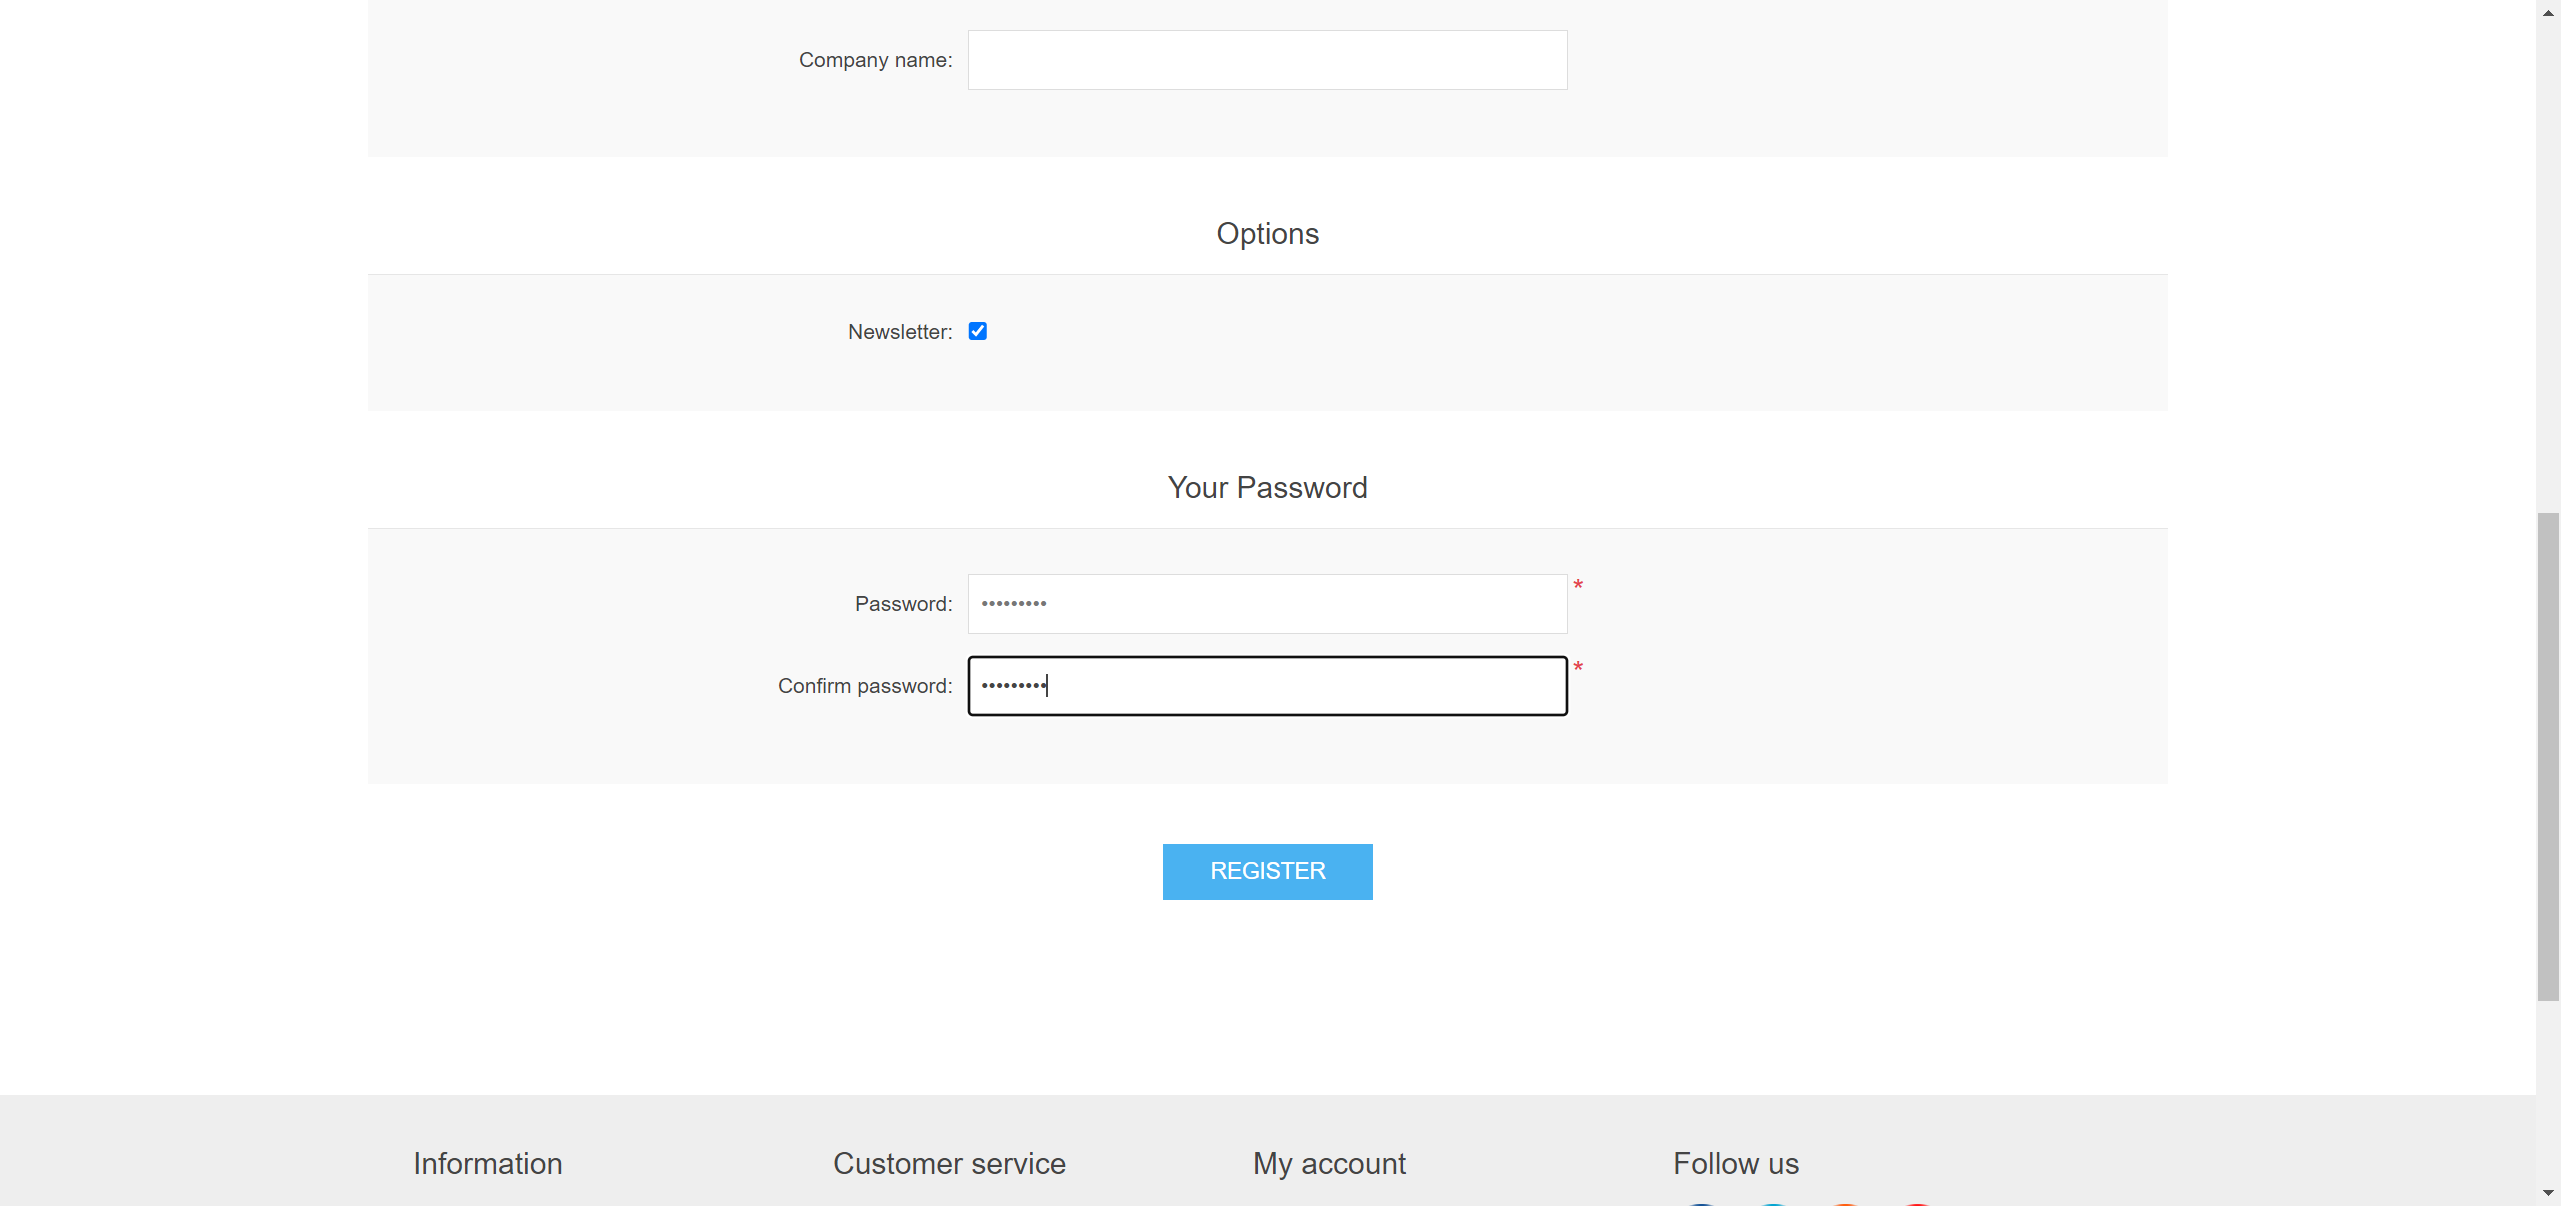 Company name:
Options
Newsletter:
Your Password
Password: ••••••••• *
Confirm password: ••••••••• *
REGISTER
Information Customer service My account Follow us